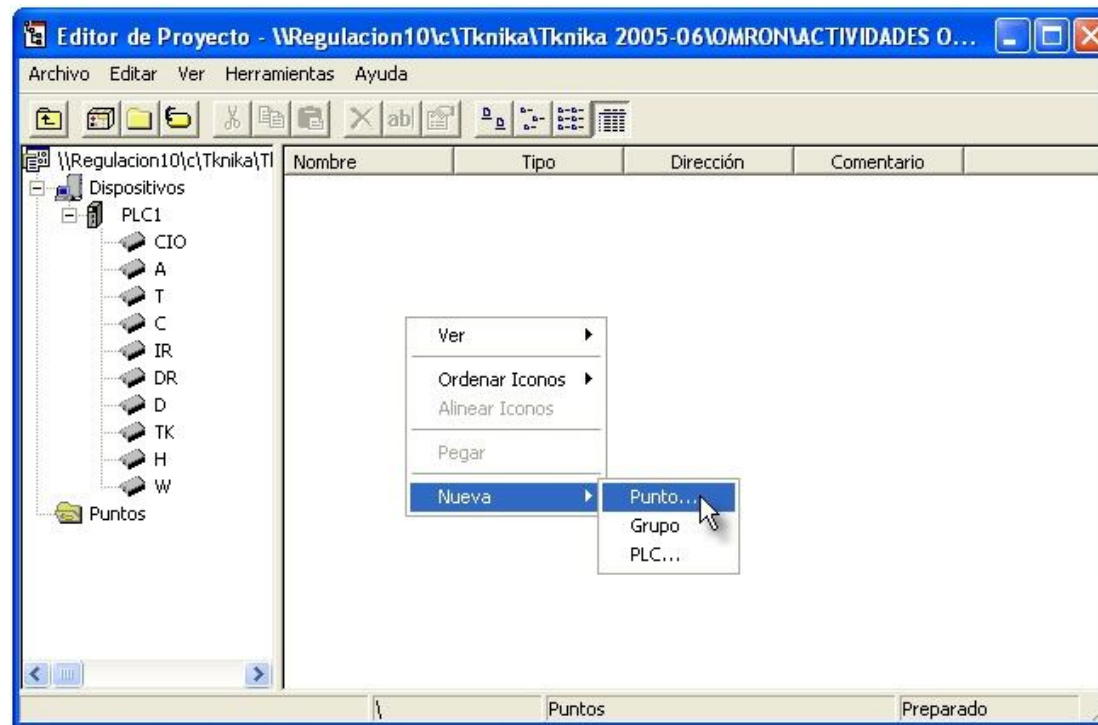 Editor de Proyecto - \\Regulacion10\c\Tknika\Tknika 2005-06\OMRON\ACTIVIDADES O...
Archivo Editar Ver Herramientas Ayuda
ab
\\Regulacion10\c\Tknika\Tl
Nombre Tipo Dirección Comentario
Dispositivos
PLC1
CIO
A
T
C
IR
DR
D
TK
H
W
Puntos
Ver
Ordenar Iconos
Alinear Iconos
Pegar
Nueva
Punto...
Grupo
PLC...
\ Puntos Preparado